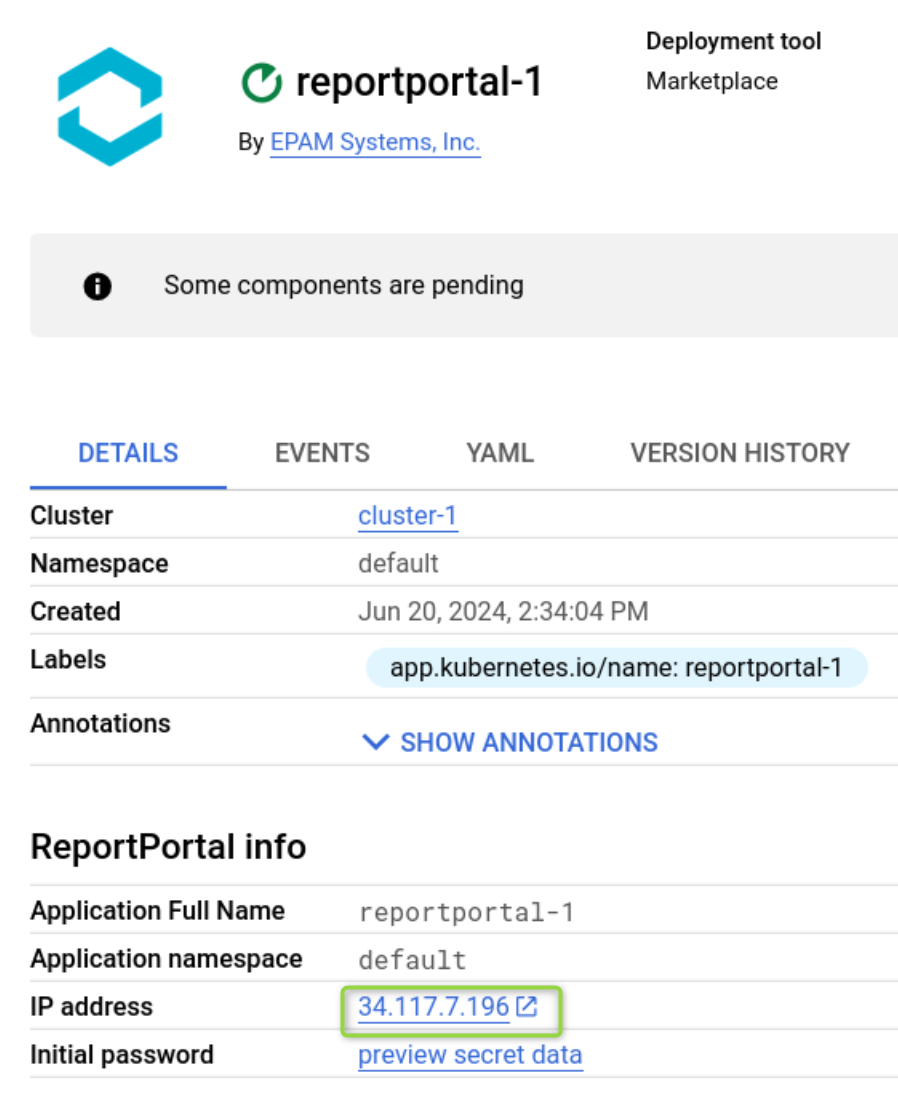 Deployment tool
Marketplace
reportportal-1
By EPAM Systems, Inc.
Some components are pending
DETAILS EVENTS YAML VERSION HISTORY
Cluster cluster-1
Namespace default
Created Jun 20, 2024, 2:34:04 PM
Labels app.kubernetes.io/name: reportportal-1
Annotations SHOW ANNOTATIONS
ReportPortal info
Application Full Name reportportal-1
Application namespace default
IP address 34.117.7.196
Initial password preview secret data